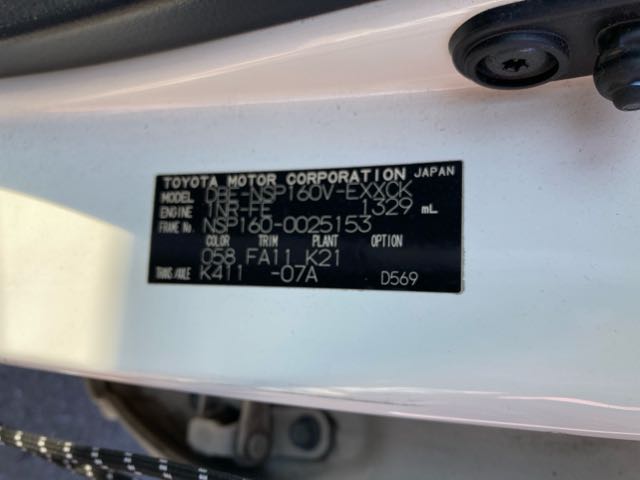 TOYOTA MOTOR CORPORATION JAPAN
MODEL DBE-NSP160V-EXXCK
ENGINE 1NR-FE 1329 mL
FRAME No. NSP160-0025153
COLOR TRIM PLANT OPTION
058 FA11 K21
TRANS/AXLE K411 -07A D569